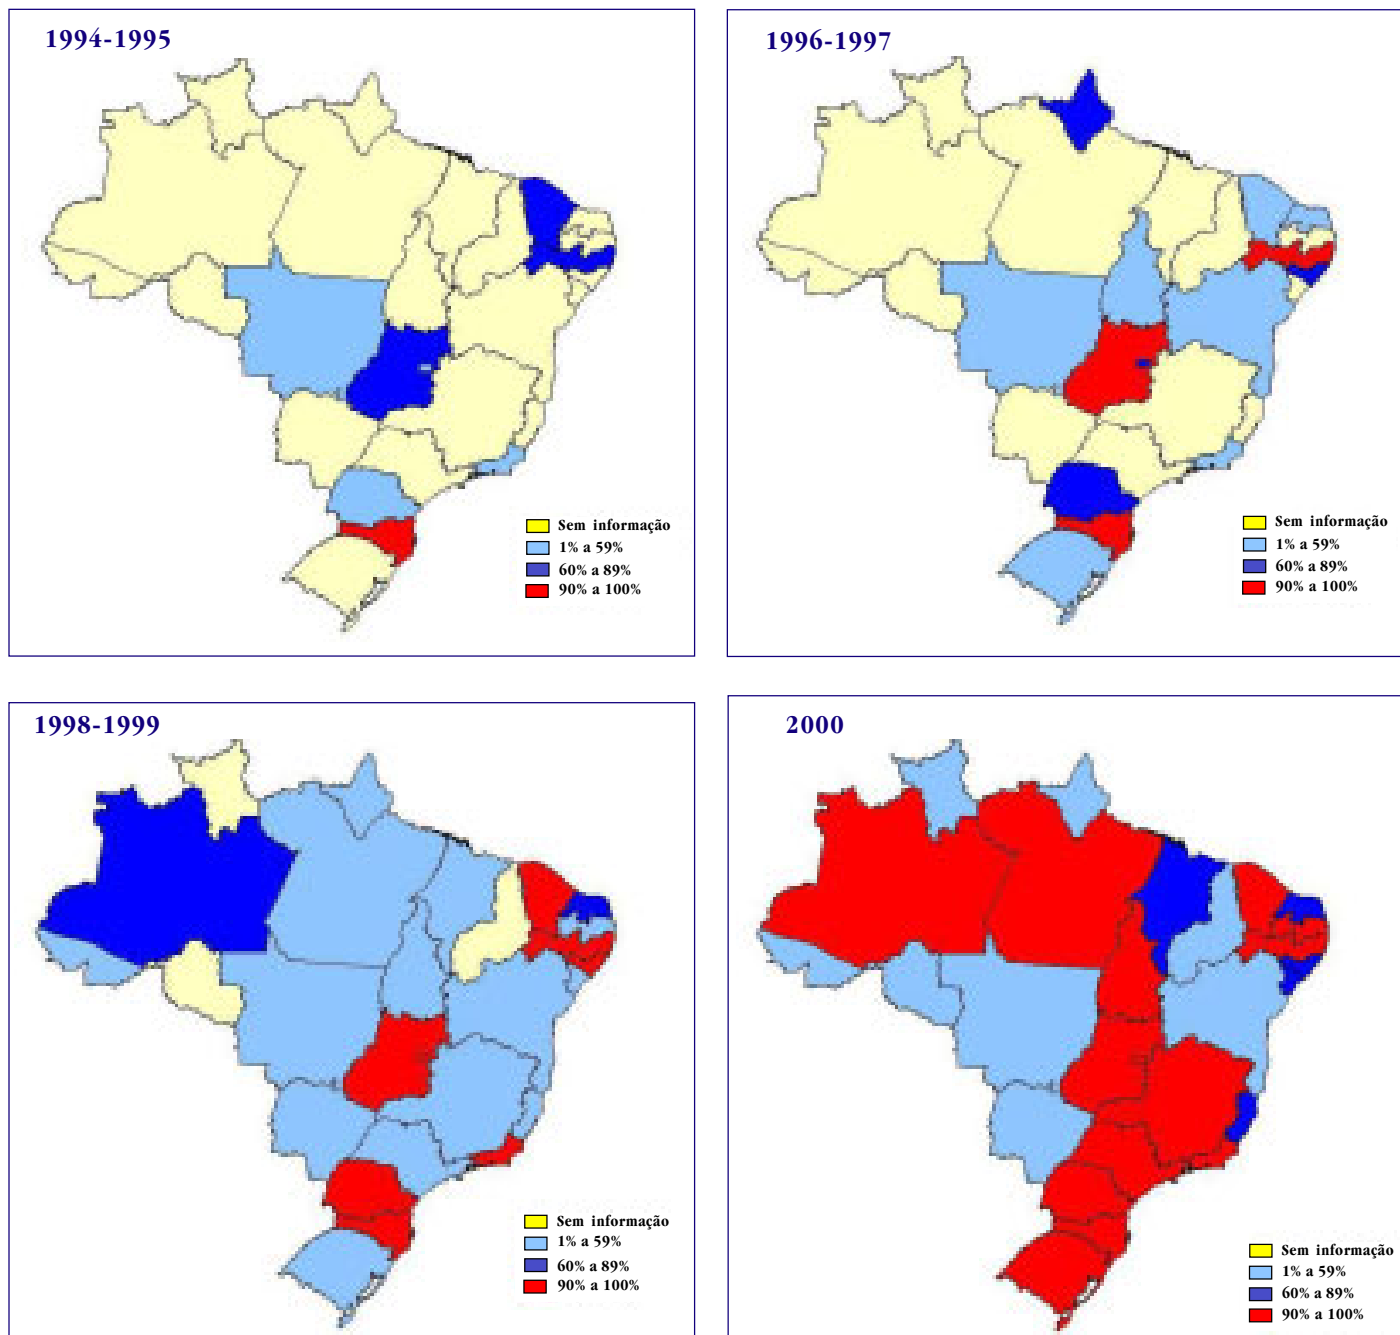 1994-1995
Sem informação
1% a 59%
60% a 89%
90% a 100%
1996-1997
Sem informação
1% a 59%
60% a 89%
90% a 100%
1998-1999
Sem informação
1% a 59%
60% a 89%
90% a 100%
2000
Sem informação
1% a 59%
60% a 89%
90% a 100%